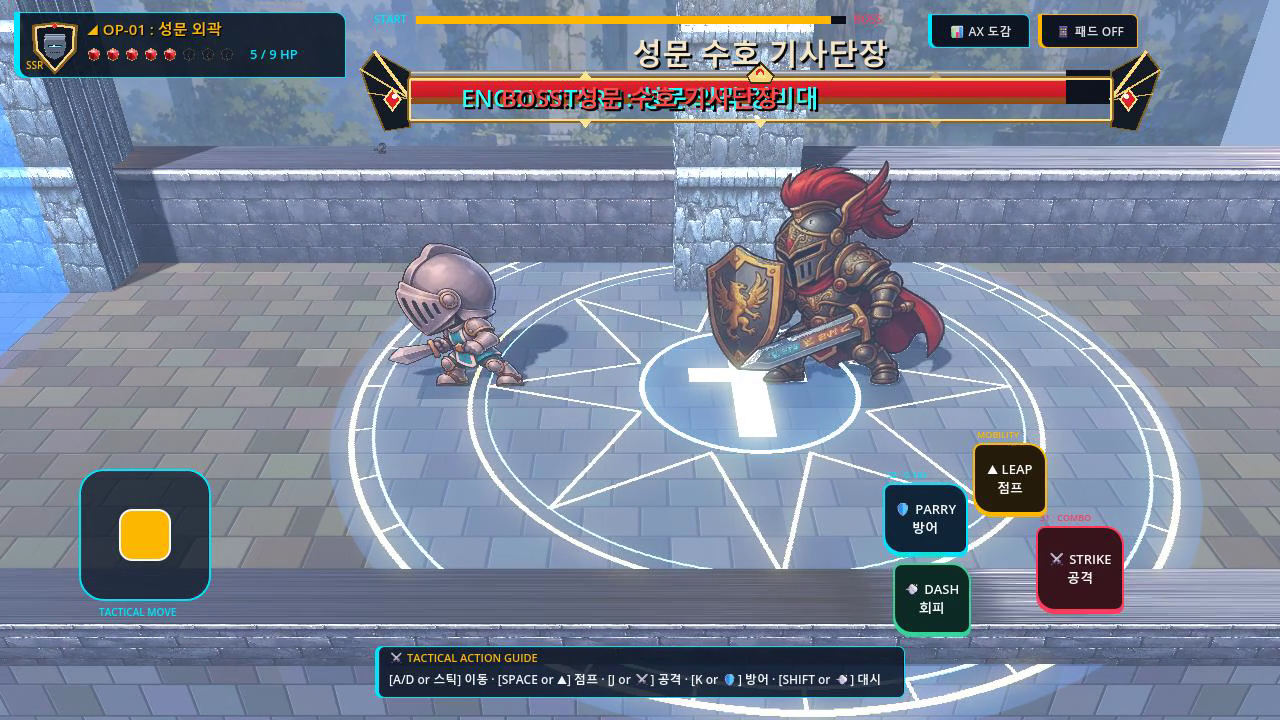 START
BOSS
OP-01 : 성문 외곽
SSR
5 / 9 HP
성문 수호 기사단장
AX 도감
패드 OFF
-2
MOBILITY
▲ LEAP
점프
PARRY
방어
COMBO
STRIKE
공격
DASH
회피
TACTICAL MOVE
TACTICAL ACTION GUIDE
[A/D or 스틱] 이동 · [SPACE or ▲] 점프 · [J or ⚔] 공격 · [K or 🛡] 방어 · [SHIFT or 💨] 대시